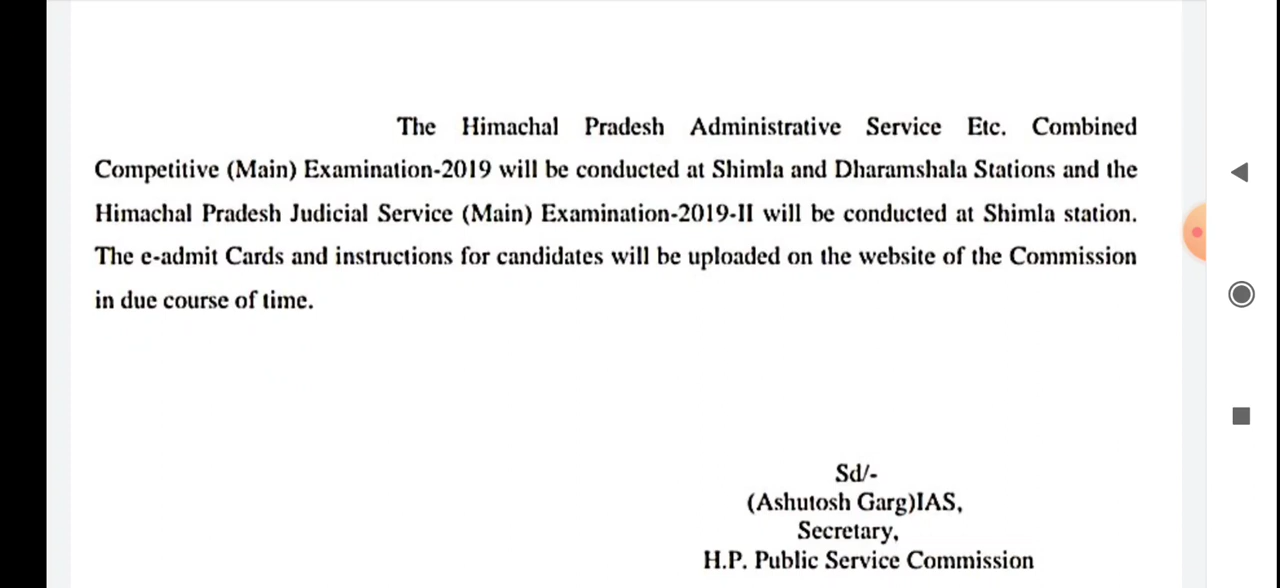 The Himachal Pradesh Administrative Service Etc. Combined
Competitive (Main) Examination-2019 will be conducted at Shimla and Dharamshala Stations and the
Himachal Pradesh Judicial Service (Main) Examination-2019-II will be conducted at Shimla station.
The e-admit Cards and instructions for candidates will be uploaded on the website of the Commission
in due course of time.
Sd/-
(Ashutosh Garg)IAS,
Secretary,
H.P. Public Service Commission